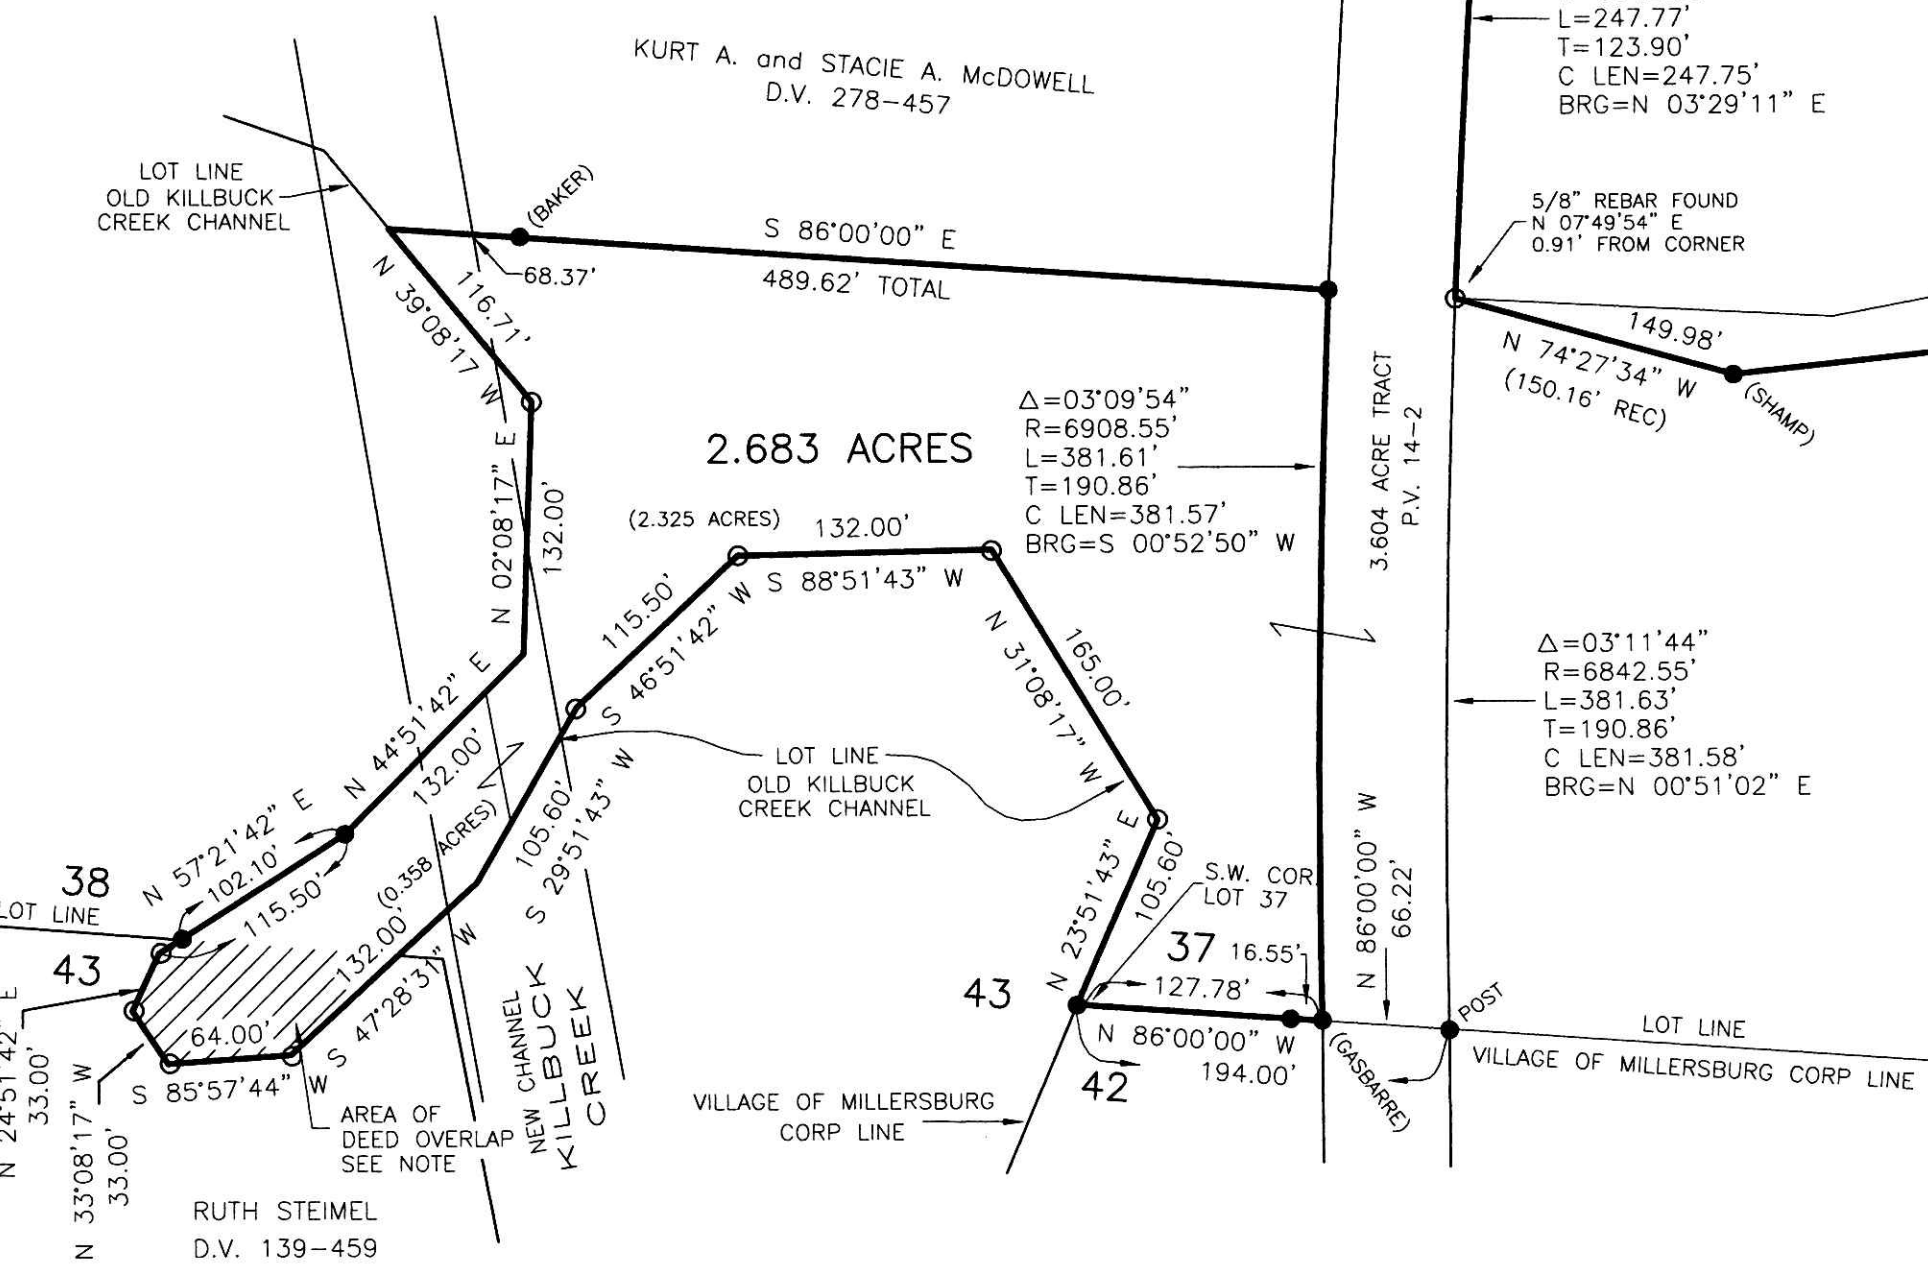 KURT A. and STACIE A. McDOWELL
D.V. 278-457
L=247.77'
T=123.90'
C LEN=247.75'
BRG=N 03°29'11" E
LOT LINE
OLD KILLBUCK
CREEK CHANNEL
(BAKER)
68.37'
S 86°00'00" E
489.62' TOTAL
5/8" REBAR FOUND
N 07°49'54" E
0.91' FROM CORNER
116.71'
N 39°08'17 W
149.98'
N 74°27'34" W
(150.16' REC)
(SHAMP)
3.604 ACRE TRACT
P.V. 14-2
Δ=03°09'54"
R=6908.55'
L=381.61'
T=190.86'
C LEN=381.57'
BRG=S 00°52'50" W
2.683 ACRES
(2.325 ACRES)
N 02°08'17" E
132.00'
132.00'
S 88°51'43" W
115.50'
S 46°51'42" W
165.00'
N 31°08'17" W
Δ=03°11'44"
R=6842.55'
L=381.63'
T=190.86'
C LEN=381.58'
BRG=N 00°51'02" E
N 44°51'42" E
132.00'
(0.358 ACRES)
LOT LINE
OLD KILLBUCK
CREEK CHANNEL
105.60'
S 29°51'43" W
N 57°21'42" E
102.10'
115.50'
38
LOT LINE
43
132.00'
S 47°28'31" W
N 23°51'43" E
105.60'
S.W. COR.
LOT 37
37
16.55'
127.78'
43
N 86°00'00" W
194.00'
42
N 86°00'00" W
66.22'
POST
(GASBARRE)
LOT LINE
VILLAGE OF MILLERSBURG CORP LINE
64.00'
S 85°57'44" W
N 24°51'42" E
33.00'
N 33°08'17" W
33.00'
AREA OF
DEED OVERLAP
SEE NOTE
NEW CHANNEL
KILLBUCK
CREEK
VILLAGE OF MILLERSBURG
CORP LINE
RUTH STEIMEL
D.V. 139-459